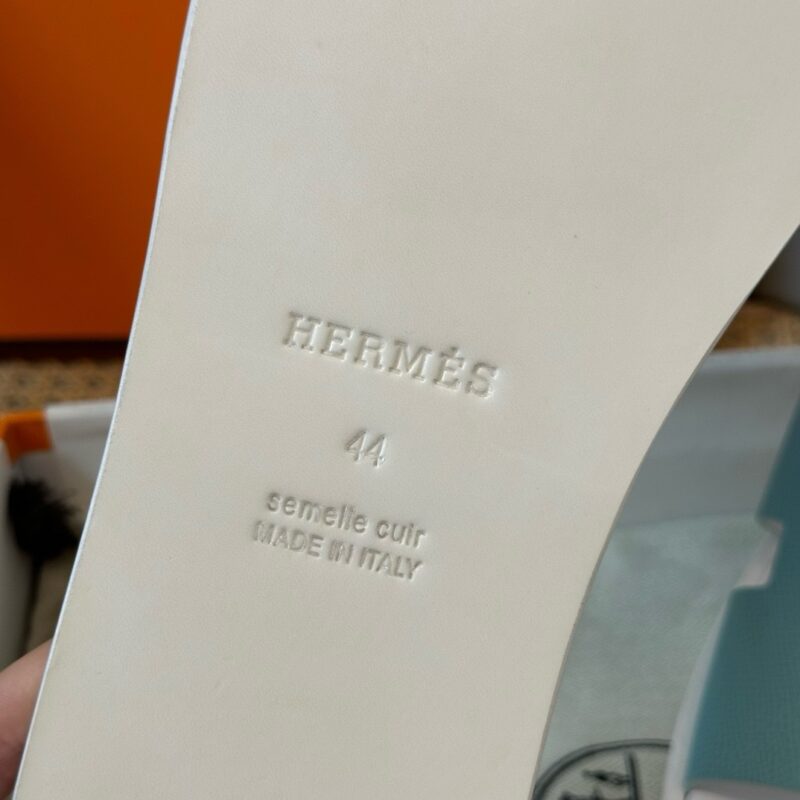 HERMÈS
44
semelle cuir
MADE IN ITALY